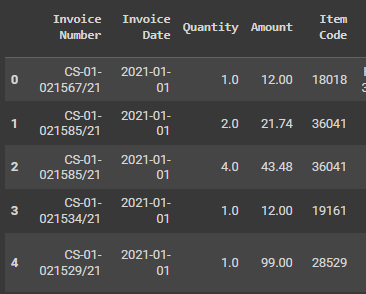 Invoice Number Invoice Date Quantity Amount Item Code
0 CS-01-021567/21 2021-01-01 1.0 12.00 18018
1 CS-01-021585/21 2021-01-01 2.0 21.74 36041
2 CS-01-021585/21 2021-01-01 4.0 43.48 36041
3 CS-01-021534/21 2021-01-01 1.0 12.00 19161
4 CS-01-021529/21 2021-01-01 1.0 99.00 28529